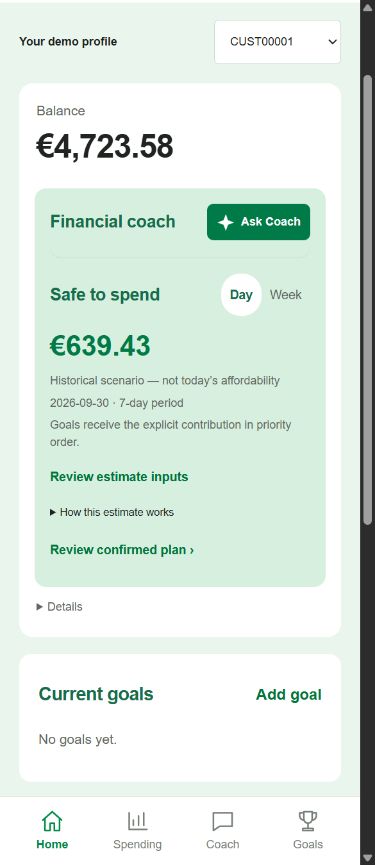 Your demo profile
CUST00001
Balance
€4,723.58
Financial coach
Ask Coach
Safe to spend
Day
Week
€639.43
Historical scenario — not today's affordability
2026-09-30 · 7-day period
Goals receive the explicit contribution in priority
order.
Review estimate inputs
▶ How this estimate works
Review confirmed plan ›
▶ Details
Current goals
Add goal
No goals yet.
Home
Spending
Coach
Goals